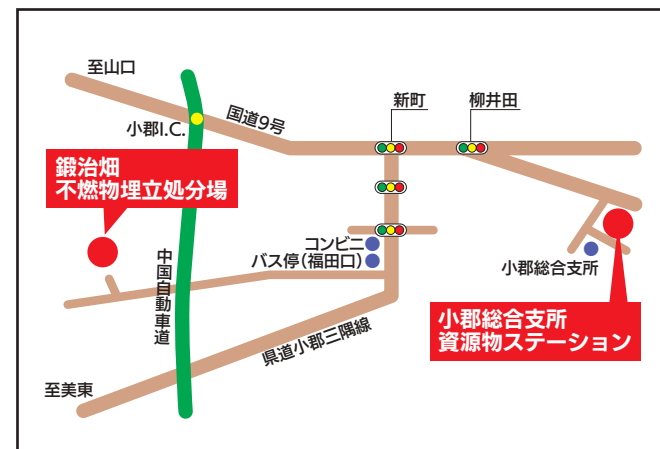 至山口
小郡I.C.
国道9号
新町
柳井田
鍛治畑
不燃物埋立処分場
コンビニ
バス停(福田口)
小郡総合支所
中国自動車道
小郡総合支所
資源物ステーション
県道小郡三隅線
至美東